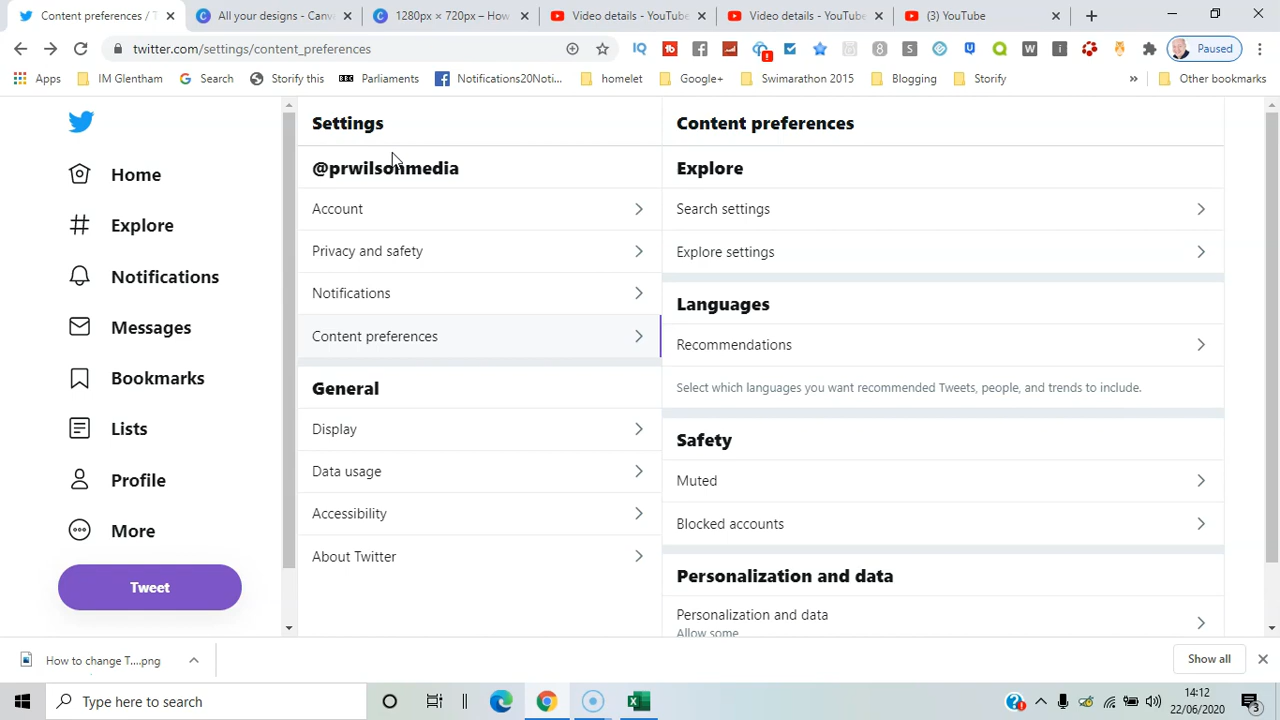 Content preferences / T
All your designs - Canv
1280px × 720px - How
Video details - YouTube
Video details - YouTube
(3) YouTube
twitter.com/settings/content_preferences
Paused
Apps
IM Glentham
Search
Storify this
BBC
Parliaments
Notifications20Noti...
homelet
Google+
Swimarathon 2015
Blogging
Storify
Other bookmarks
Home
Explore
Notifications
Messages
Bookmarks
Lists
Profile
More
Tweet
Settings
@prwilsonmedia
Account
Privacy and safety
Notifications
Content preferences
General
Display
Data usage
Accessibility
About Twitter
Content preferences
Explore
Search settings
Explore settings
Languages
Recommendations
Select which languages you want recommended Tweets, people, and trends to include.
Safety
Muted
Blocked accounts
Personalization and data
Personalization and data
Allow some
How to change T....png
Show all
Type here to search
14:12
22/06/2020
3